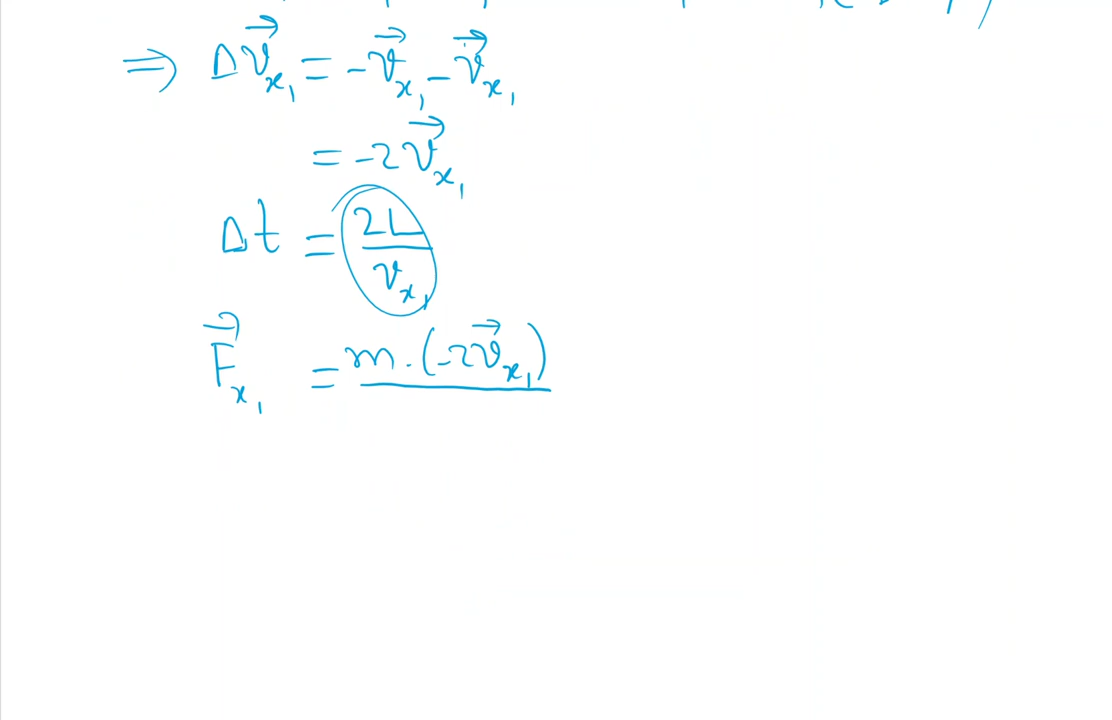 ⇒ Δv⃗ₓ₁ = -v⃗ₓ₁ - v⃗ₓ₁
= -2v⃗ₓ₁
Δt = 2L/vₓ₁
F⃗ₓ₁ = m·(-2v⃗ₓ₁)